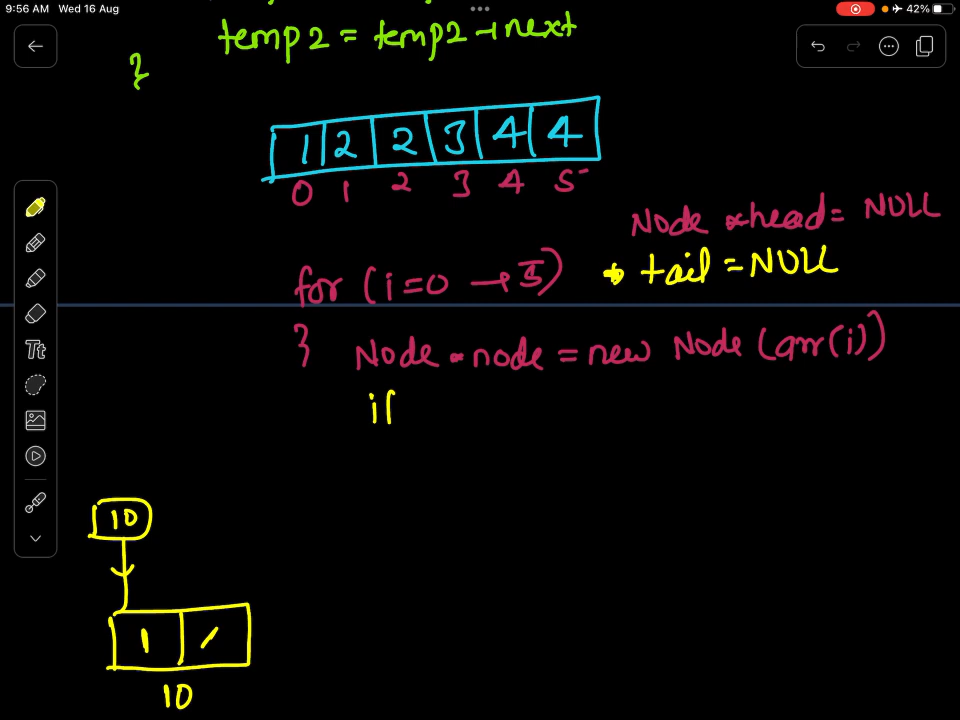 9:56 AM Wed 16 Aug
42%
temp2 = temp2→next
}
1 2 2 3 4 4
0 1 2 3 4 5
Node *head = NULL
* tail = NULL
for (i=0 → 5)
} Node *node = new Node (arr(i))
if
Tt
10
1 /
10